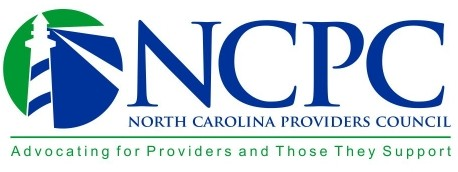 NCPC
NORTH CAROLINA PROVIDERS COUNCIL
Advocating for Providers and Those They Support